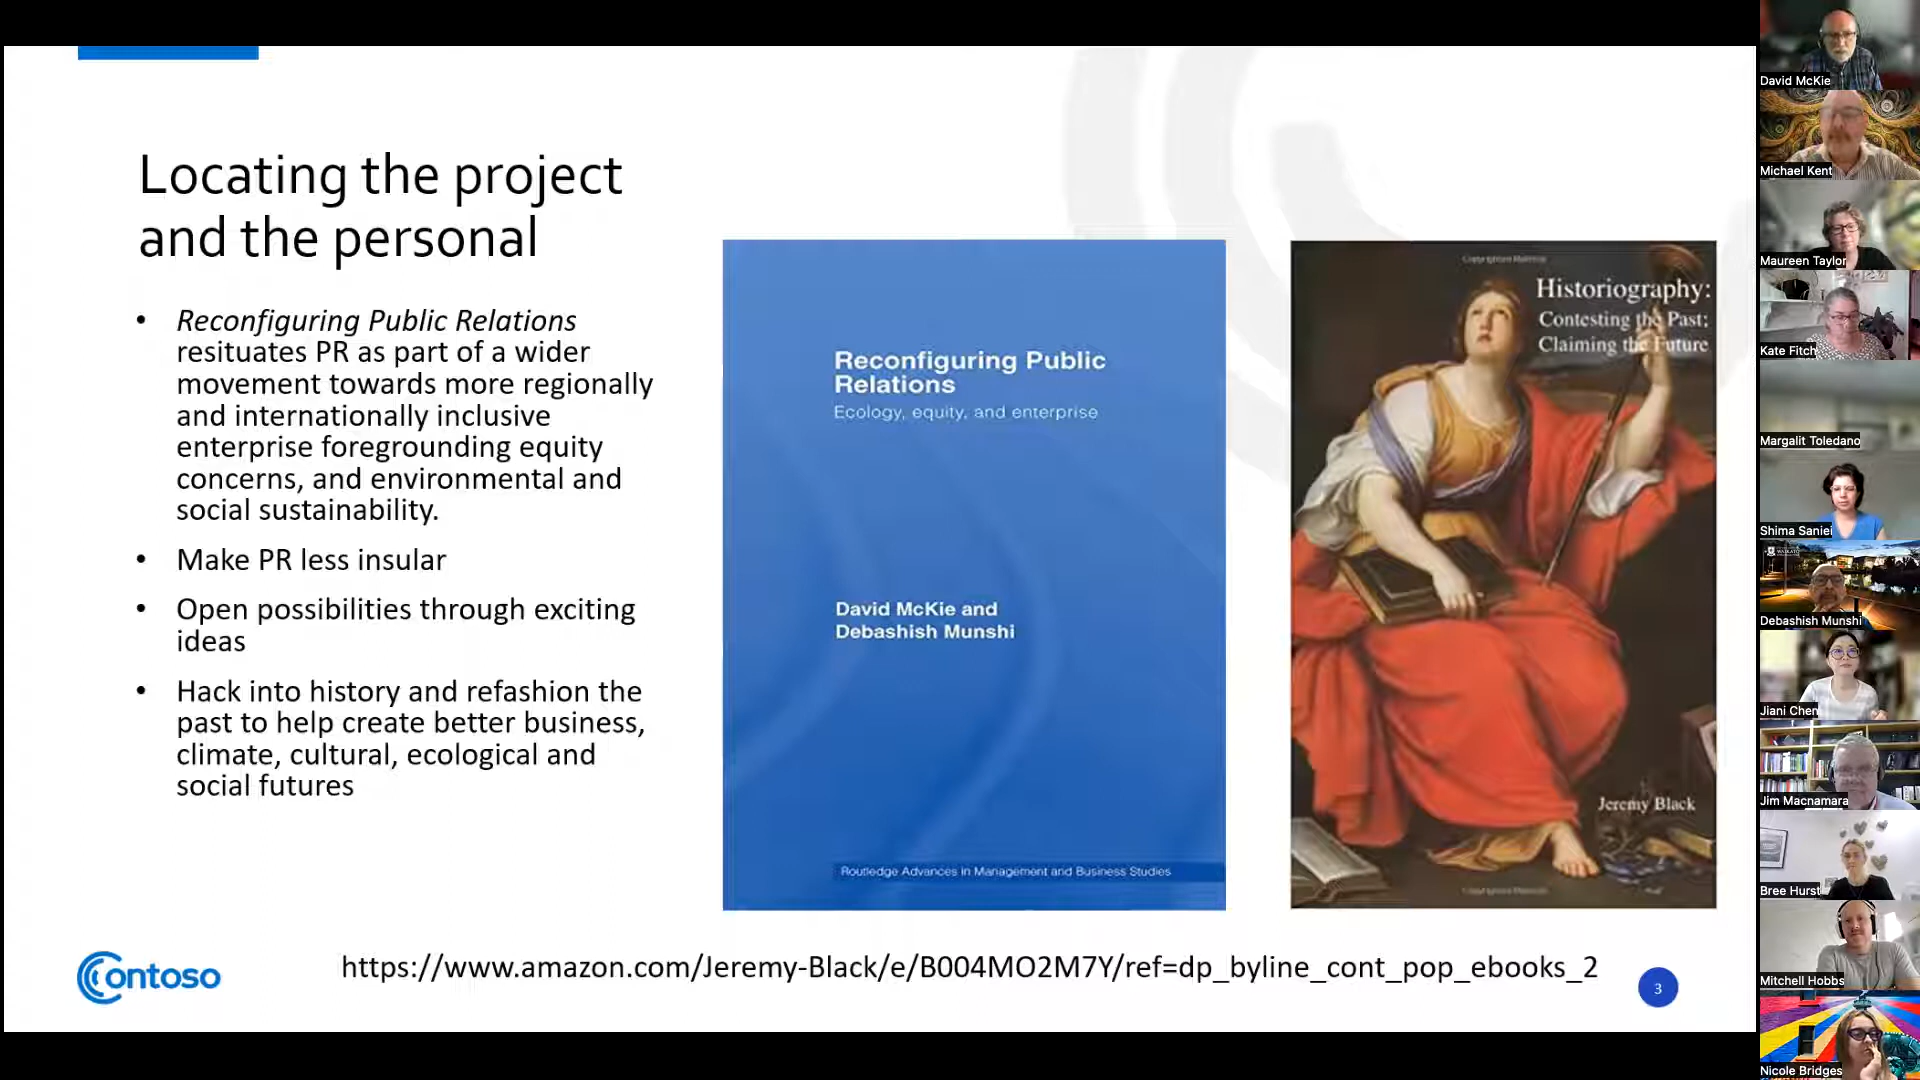 Locating the project
and the personal
• Reconfiguring Public Relations
resituates PR as part of a wider
movement towards more regionally
and internationally inclusive
enterprise foregrounding equity
concerns, and environmental and
social sustainability.
• Make PR less insular
• Open possibilities through exciting
ideas
• Hack into history and refashion the
past to help create better business,
climate, cultural, ecological and
social futures
Reconfiguring Public
Relations
Ecology, equity, and enterprise
David McKie and
Debashish Munshi
Routledge Advances in Management and Business Studies
Copyrighted Material
Historiography:
Contesting the Past;
Claiming the Future
Jeremy Black
Copyrighted Material
Contoso
https://www.amazon.com/Jeremy-Black/e/B004MO2M7Y/ref=dp_byline_cont_pop_ebooks_2
3
David McKie
Michael Kent
Maureen Taylor
Kate Fitch
Margalit Toledano
Shima Saniei
WAIKATO
Debashish Munshi
Jiani Chen
Jim Macnamara
Bree Hurst
Mitchell Hobbs
Nicole Bridges